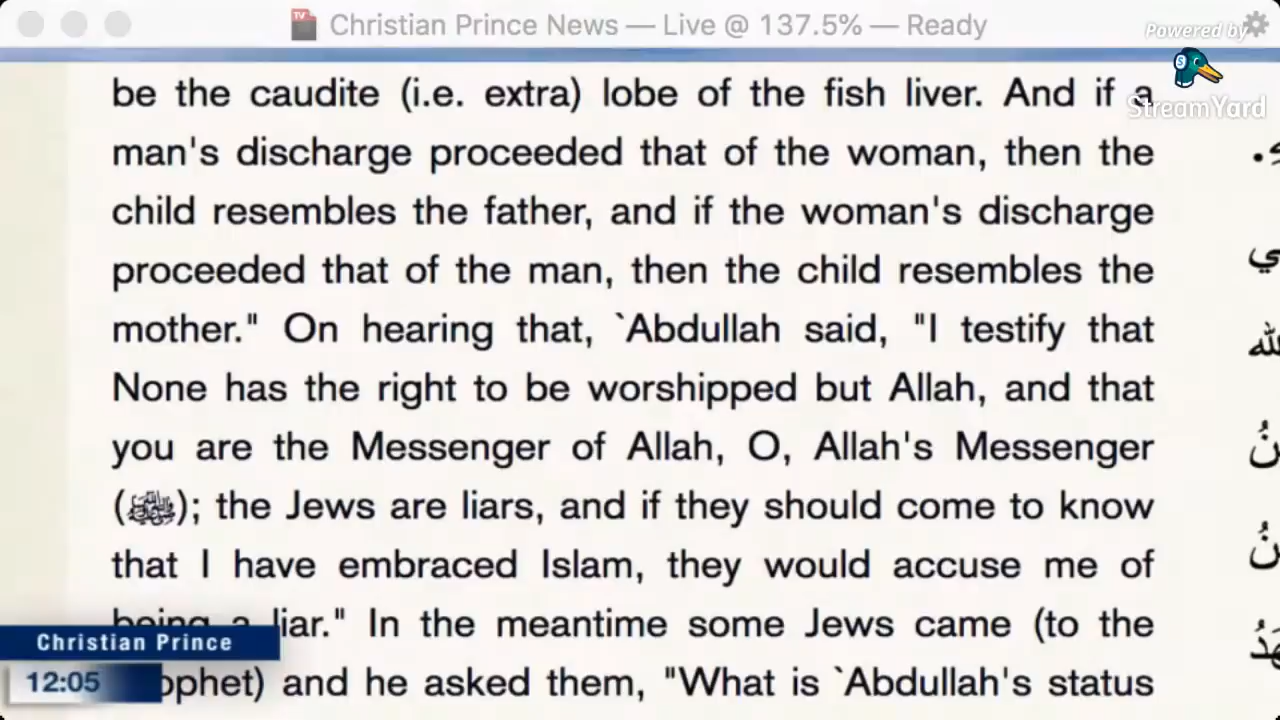 Christian Prince News — Live @ 137.5% — Ready
Powered by
StreamYard
be the caudite (i.e. extra) lobe of the fish liver. And if a
man's discharge proceeded that of the woman, then the
child resembles the father, and if the woman's discharge
proceeded that of the man, then the child resembles the
mother." On hearing that, `Abdullah said, "I testify that
None has the right to be worshipped but Allah, and that
you are the Messenger of Allah, O, Allah's Messenger
(ﷺ); the Jews are liars, and if they should come to know
that I have embraced Islam, they would accuse me of
being a liar." In the meantime some Jews came (to the
ophet) and he asked them, "What is `Abdullah's status
Christian Prince
12:05